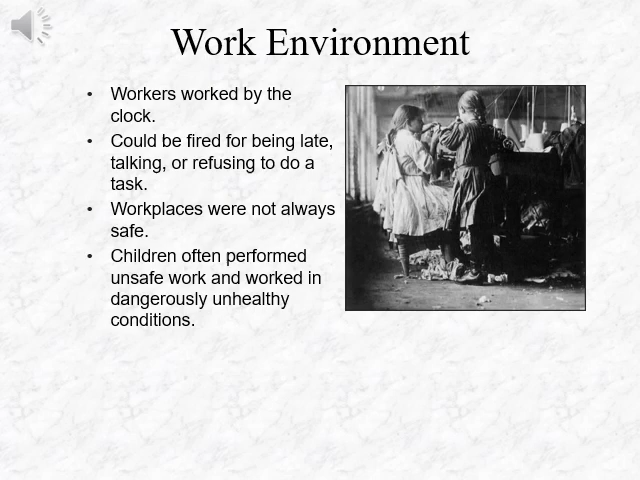 Work Environment
• Workers worked by the
clock.
• Could be fired for being late,
talking, or refusing to do a
task.
• Workplaces were not always
safe.
• Children often performed
unsafe work and worked in
dangerously unhealthy
conditions.